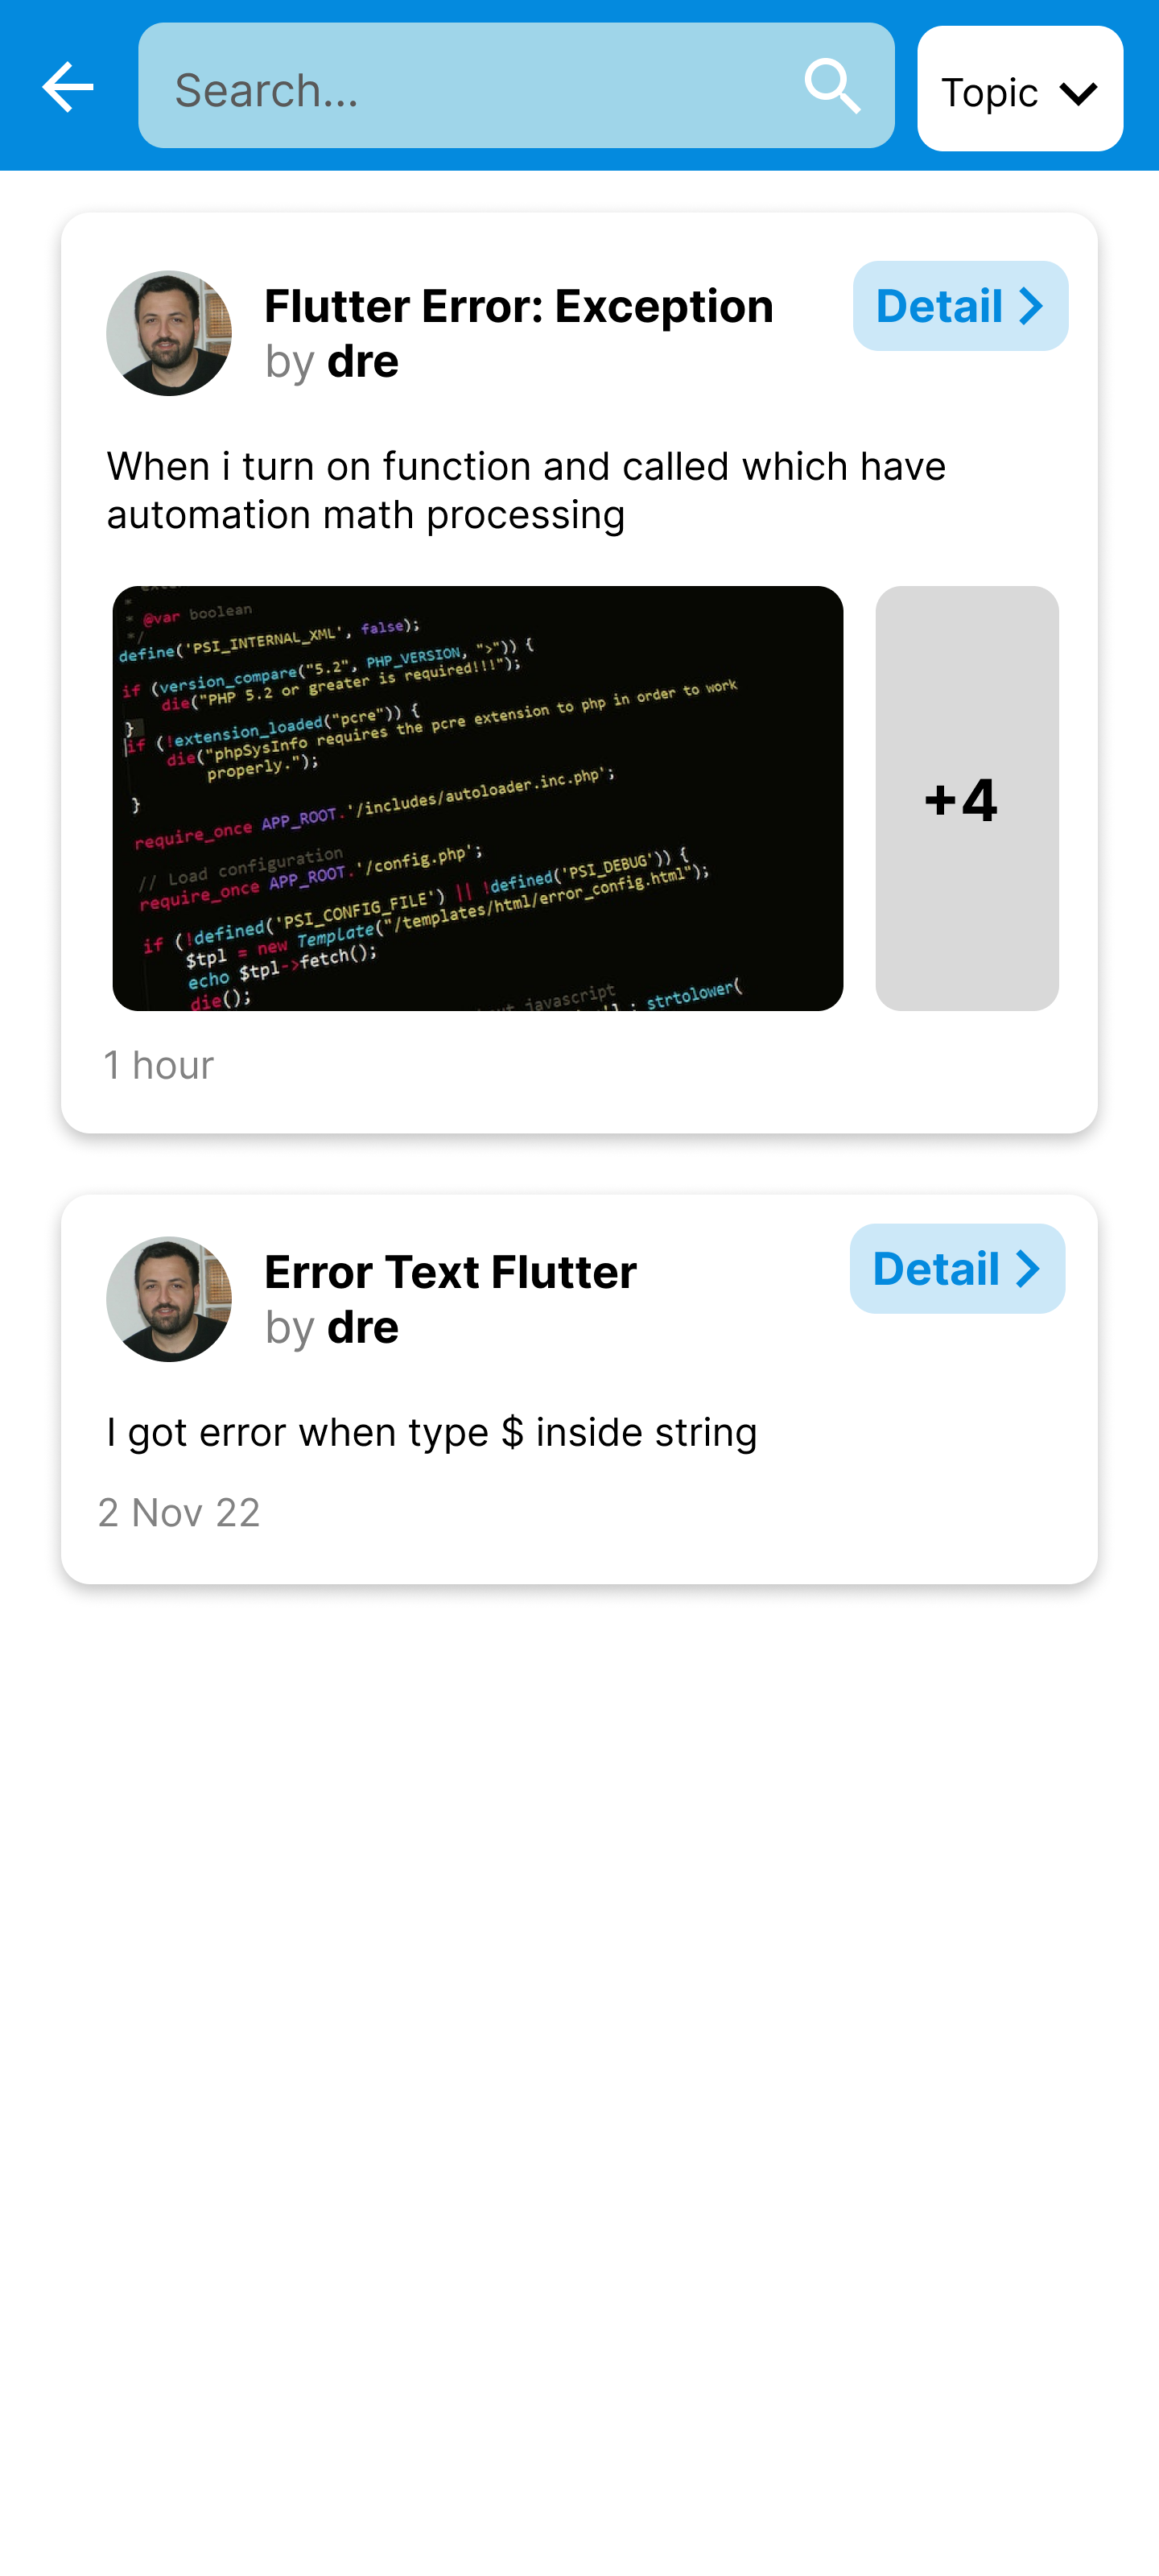 Search...
Topic
Flutter Error: Exception
Detail
by dre
When i turn on function and called which have
automation math processing
*
* @var boolean
*/
define('PSI_INTERNAL_XML', false);
if (version_compare("5.2", PHP_VERSION, ">")) {
die("PHP 5.2 or greater is required!!!");
}
if (!extension_loaded("pcre")) {
die("phpSysInfo requires the pcre extension to php in order to work
properly.");
}
require_once APP_ROOT.'/includes/autoloader.inc.php';
// Load configuration
require_once APP_ROOT.'/config.php';
if (!defined('PSI_CONFIG_FILE') || !defined('PSI_DEBUG')) {
$tpl = new Template("/templates/html/error_config.html");
echo $tpl->fetch();
die();
javascript
strtolower(
+4
1 hour
Error Text Flutter
Detail
by dre
I got error when type $ inside string
2 Nov 22